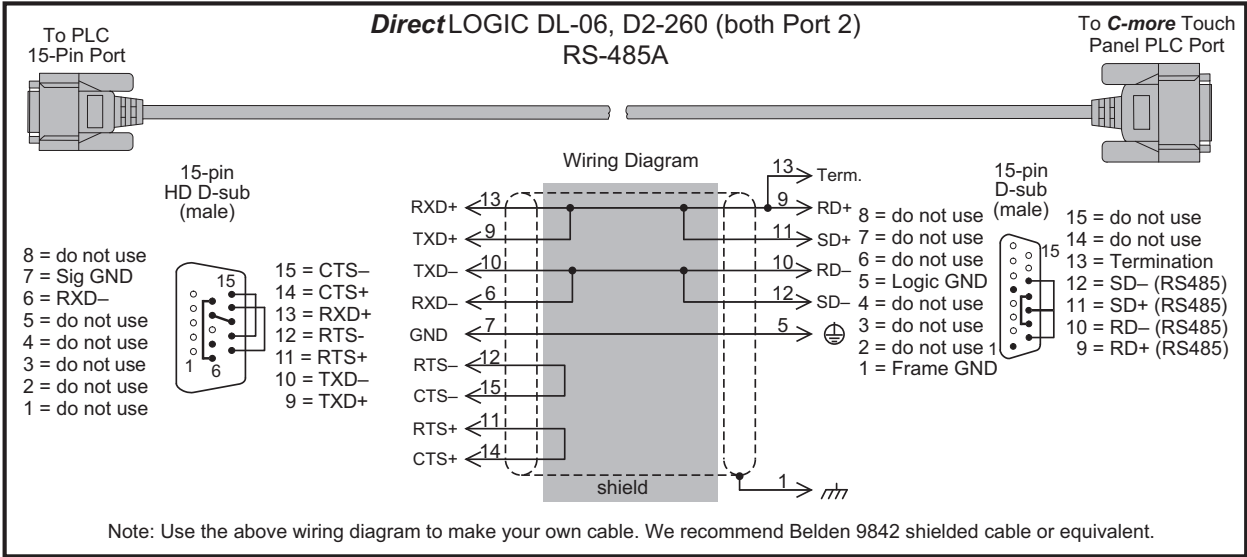 DirectLOGIC DL-06, D2-260 (both Port 2)
RS-485A
To PLC
15-Pin Port
To C-more Touch
Panel PLC Port
15-pin
HD D-sub
(male)
8 = do not use
7 = Sig GND
6 = RXD–
5 = do not use
4 = do not use
3 = do not use
2 = do not use
1 = do not use
15
1
6
15 = CTS–
14 = CTS+
13 = RXD+
12 = RTS-
11 = RTS+
10 = TXD–
9 = TXD+
Wiring Diagram
13 Term.
RXD+ 13 9 RD+
TXD+ 9 11 SD+
TXD– 10 10 RD–
RXD– 6 12 SD–
GND 7 5
RTS– 12
CTS– 15
RTS+ 11
CTS+ 14
shield
1
15-pin
D-sub
(male)
8 = do not use
7 = do not use
6 = do not use
5 = Logic GND
4 = do not use
3 = do not use
2 = do not use
1 = Frame GND
15
1
15 = do not use
14 = do not use
13 = Termination
12 = SD– (RS485)
11 = SD+ (RS485)
10 = RD– (RS485)
9 = RD+ (RS485)
Note: Use the above wiring diagram to make your own cable. We recommend Belden 9842 shielded cable or equivalent.